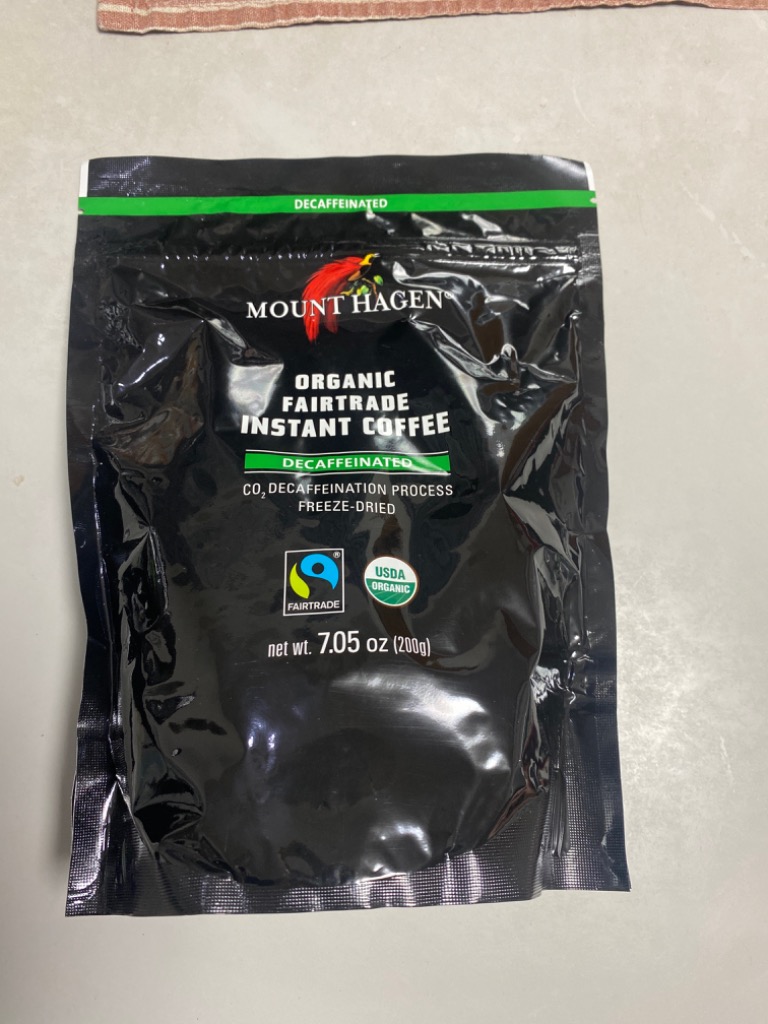 DECAFFEINATED
MOUNT HAGEN®
ORGANIC
FAIRTRADE
INSTANT COFFEE
DECAFFEINATED
CO₂ DECAFFEINATION PROCESS
FREEZE-DRIED
®
FAIRTRADE
USDA
ORGANIC
net wt. 7.05 oz (200g)